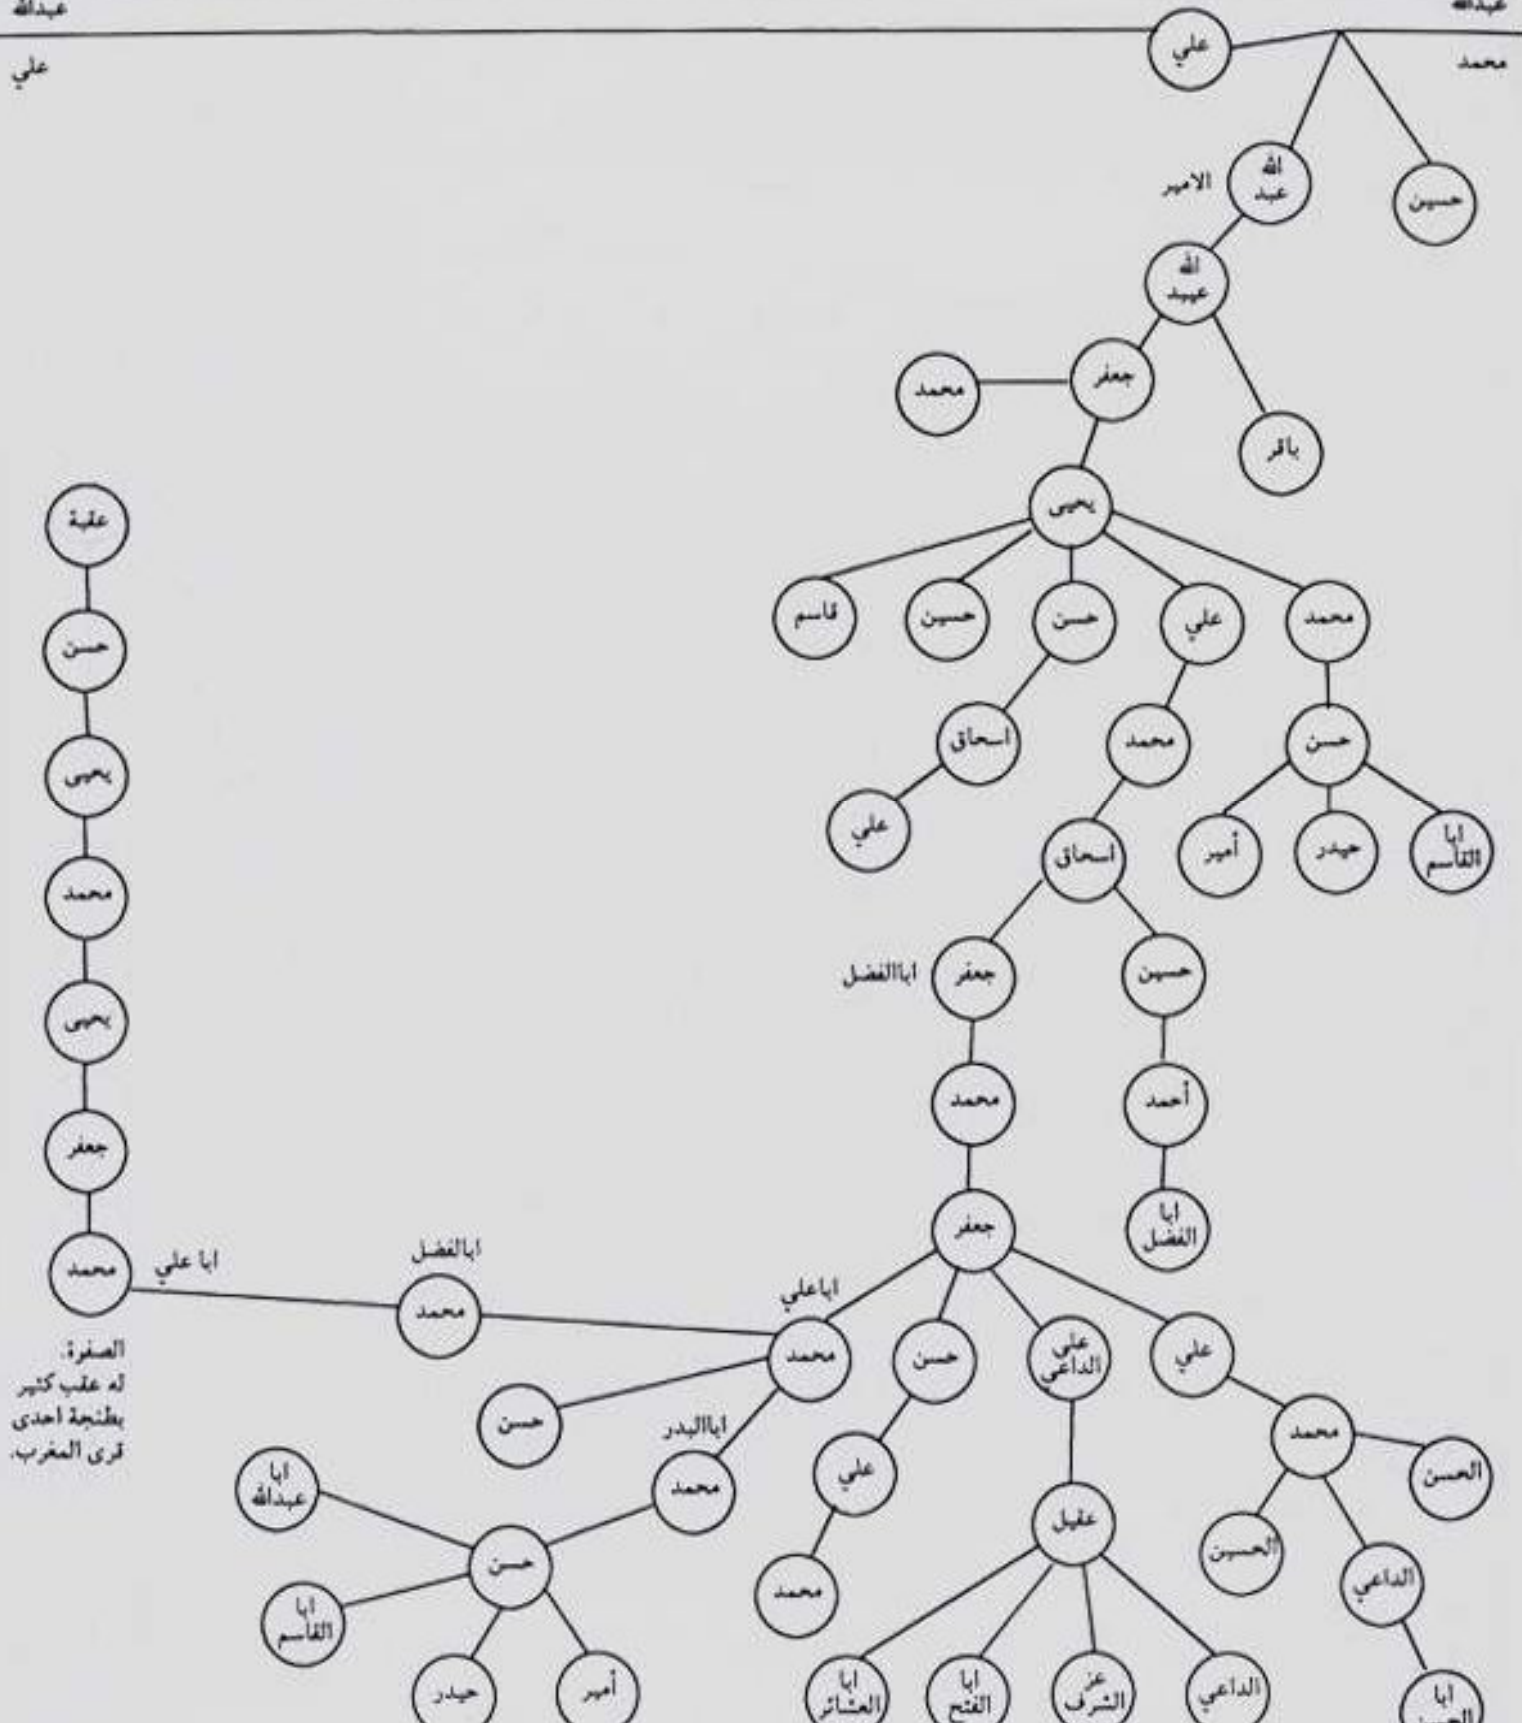 عبدالله
عبدالله
علي
محمد
علي
الامير
الله
عبد
حسين
الله
عبيد
جعفر
محمد
باقر
يحيى
عقبة
محمد
علي
حسن
حسين
قاسم
حسن
حسن
محمد
اسحاق
يحيى
ابا
القاسم
حيدر
أمير
علي
اسحاق
محمد
حسين
جعفر
اباالفضل
يحيى
أحمد
محمد
جعفر
ابا
الفضل
جعفر
محمد
ابا علي
ابالفضل
محمد
اباعلي
محمد
حسن
علي
الداعي
علي
الصفرة.
له عقب كثير
بطنجة احدى
قرى المغرب.
حسن
اباالبدر
محمد
علي
محمد
الحسن
ابا
عبدالله
عقيل
الحسين
حسن
محمد
الداعي
ابا
القاسم
حيدر
أمير
ابا
العشائر
ابا
الفتح
عز
الشرف
الداعي
ابا